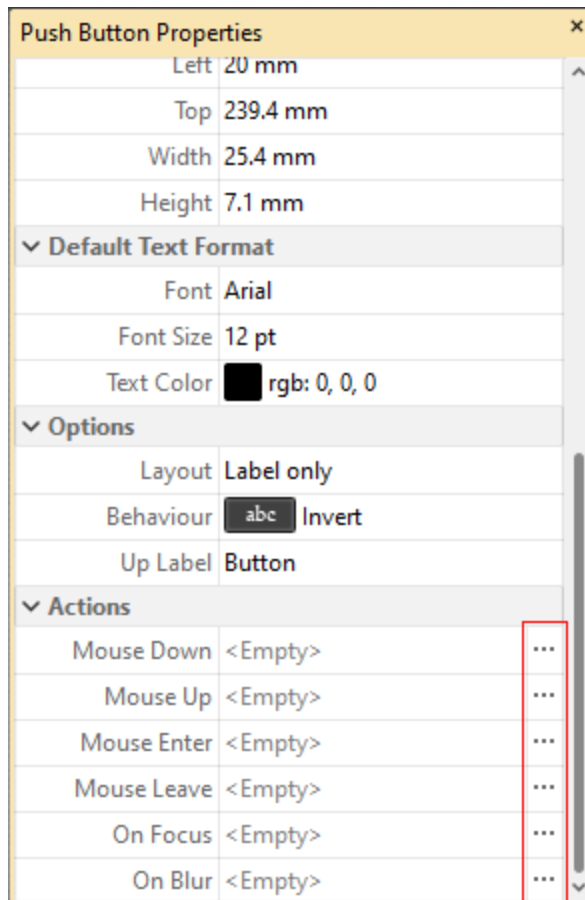 Push Button Properties ×
Left 20 mm
Top 239.4 mm
Width 25.4 mm
Height 7.1 mm
Default Text Format
Font Arial
Font Size 12 pt
Text Color rgb: 0, 0, 0
Options
Layout Label only
Behaviour abc Invert
Up Label Button
Actions
Mouse Down <Empty> ...
Mouse Up <Empty> ...
Mouse Enter <Empty> ...
Mouse Leave <Empty> ...
On Focus <Empty> ...
On Blur <Empty> ...